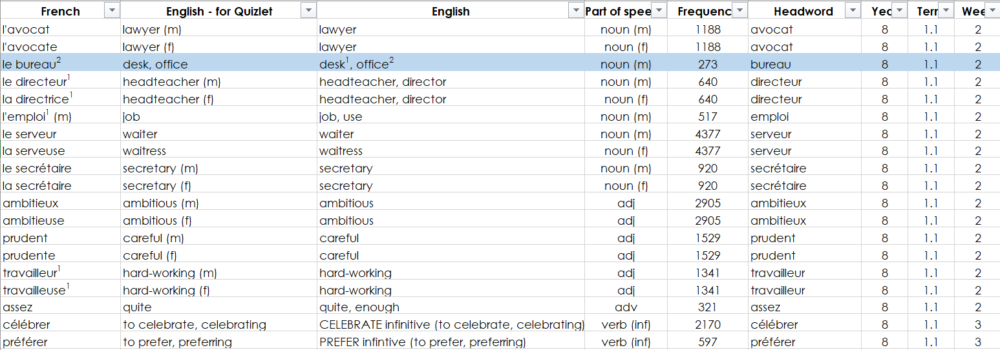 French English - for Quizlet English Part of spee Frequenc Headword Yea Terr Wee
l'avocat lawyer (m) lawyer noun (m) 1188 avocat 8 1.1 2
l'avocate lawyer (f) lawyer noun (f) 1188 avocat 8 1.1 2
le bureau² desk, office desk¹, office² noun (m) 273 bureau 8 1.1 2
le directeur¹ headteacher (m) headteacher, director noun (m) 640 directeur 8 1.1 2
la directrice¹ headteacher (f) headteacher, director noun (f) 640 directeur 8 1.1 2
l'emploi¹ (m) job job, use noun (m) 517 emploi 8 1.1 2
le serveur waiter waiter noun (m) 4377 serveur 8 1.1 2
la serveuse waitress waitress noun (f) 4377 serveur 8 1.1 2
le secrétaire secretary (m) secretary noun (m) 920 secrétaire 8 1.1 2
la secrétaire secretary (f) secretary noun (f) 920 secrétaire 8 1.1 2
ambitieux ambitious (m) ambitious adj 2905 ambitieux 8 1.1 2
ambitieuse ambitious (f) ambitious adj 2905 ambitieux 8 1.1 2
prudent careful (m) careful adj 1529 prudent 8 1.1 2
prudente careful (f) careful adj 1529 prudent 8 1.1 2
travailleur¹ hard-working (m) hard-working adj 1341 travailleur 8 1.1 2
travailleuse¹ hard-working (f) hard-working adj 1341 travailleur 8 1.1 2
assez quite quite, enough adv 321 assez 8 1.1 2
célébrer to celebrate, celebrating CELEBRATE infinitive (to celebrate, celebrating) verb (inf) 2170 célébrer 8 1.1 3
préférer to prefer, preferring PREFER infintive (to prefer, preferring) verb (inf) 597 préférer 8 1.1 3